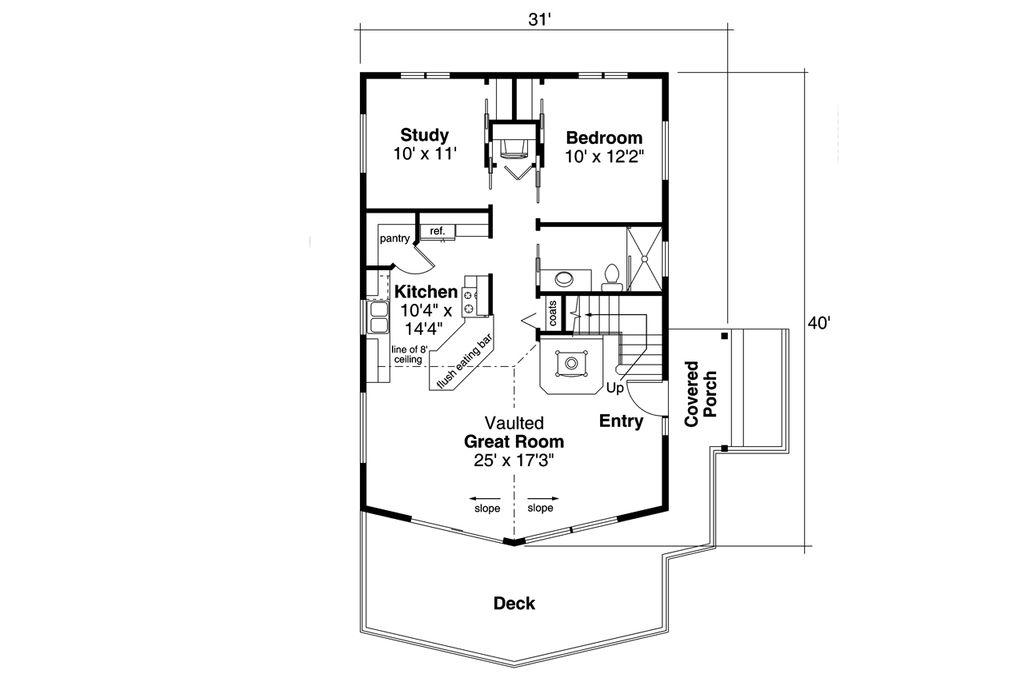 31'
Study
10' x 11'
Bedroom
10' x 12'2"
pantry
ref.
Kitchen
10'4" x
14'4"
coats
line of 8'
ceiling
flush eating bar
Up
Covered
Porch
40'
Entry
Vaulted
Great Room
25' x 17'3"
slope
slope
Deck